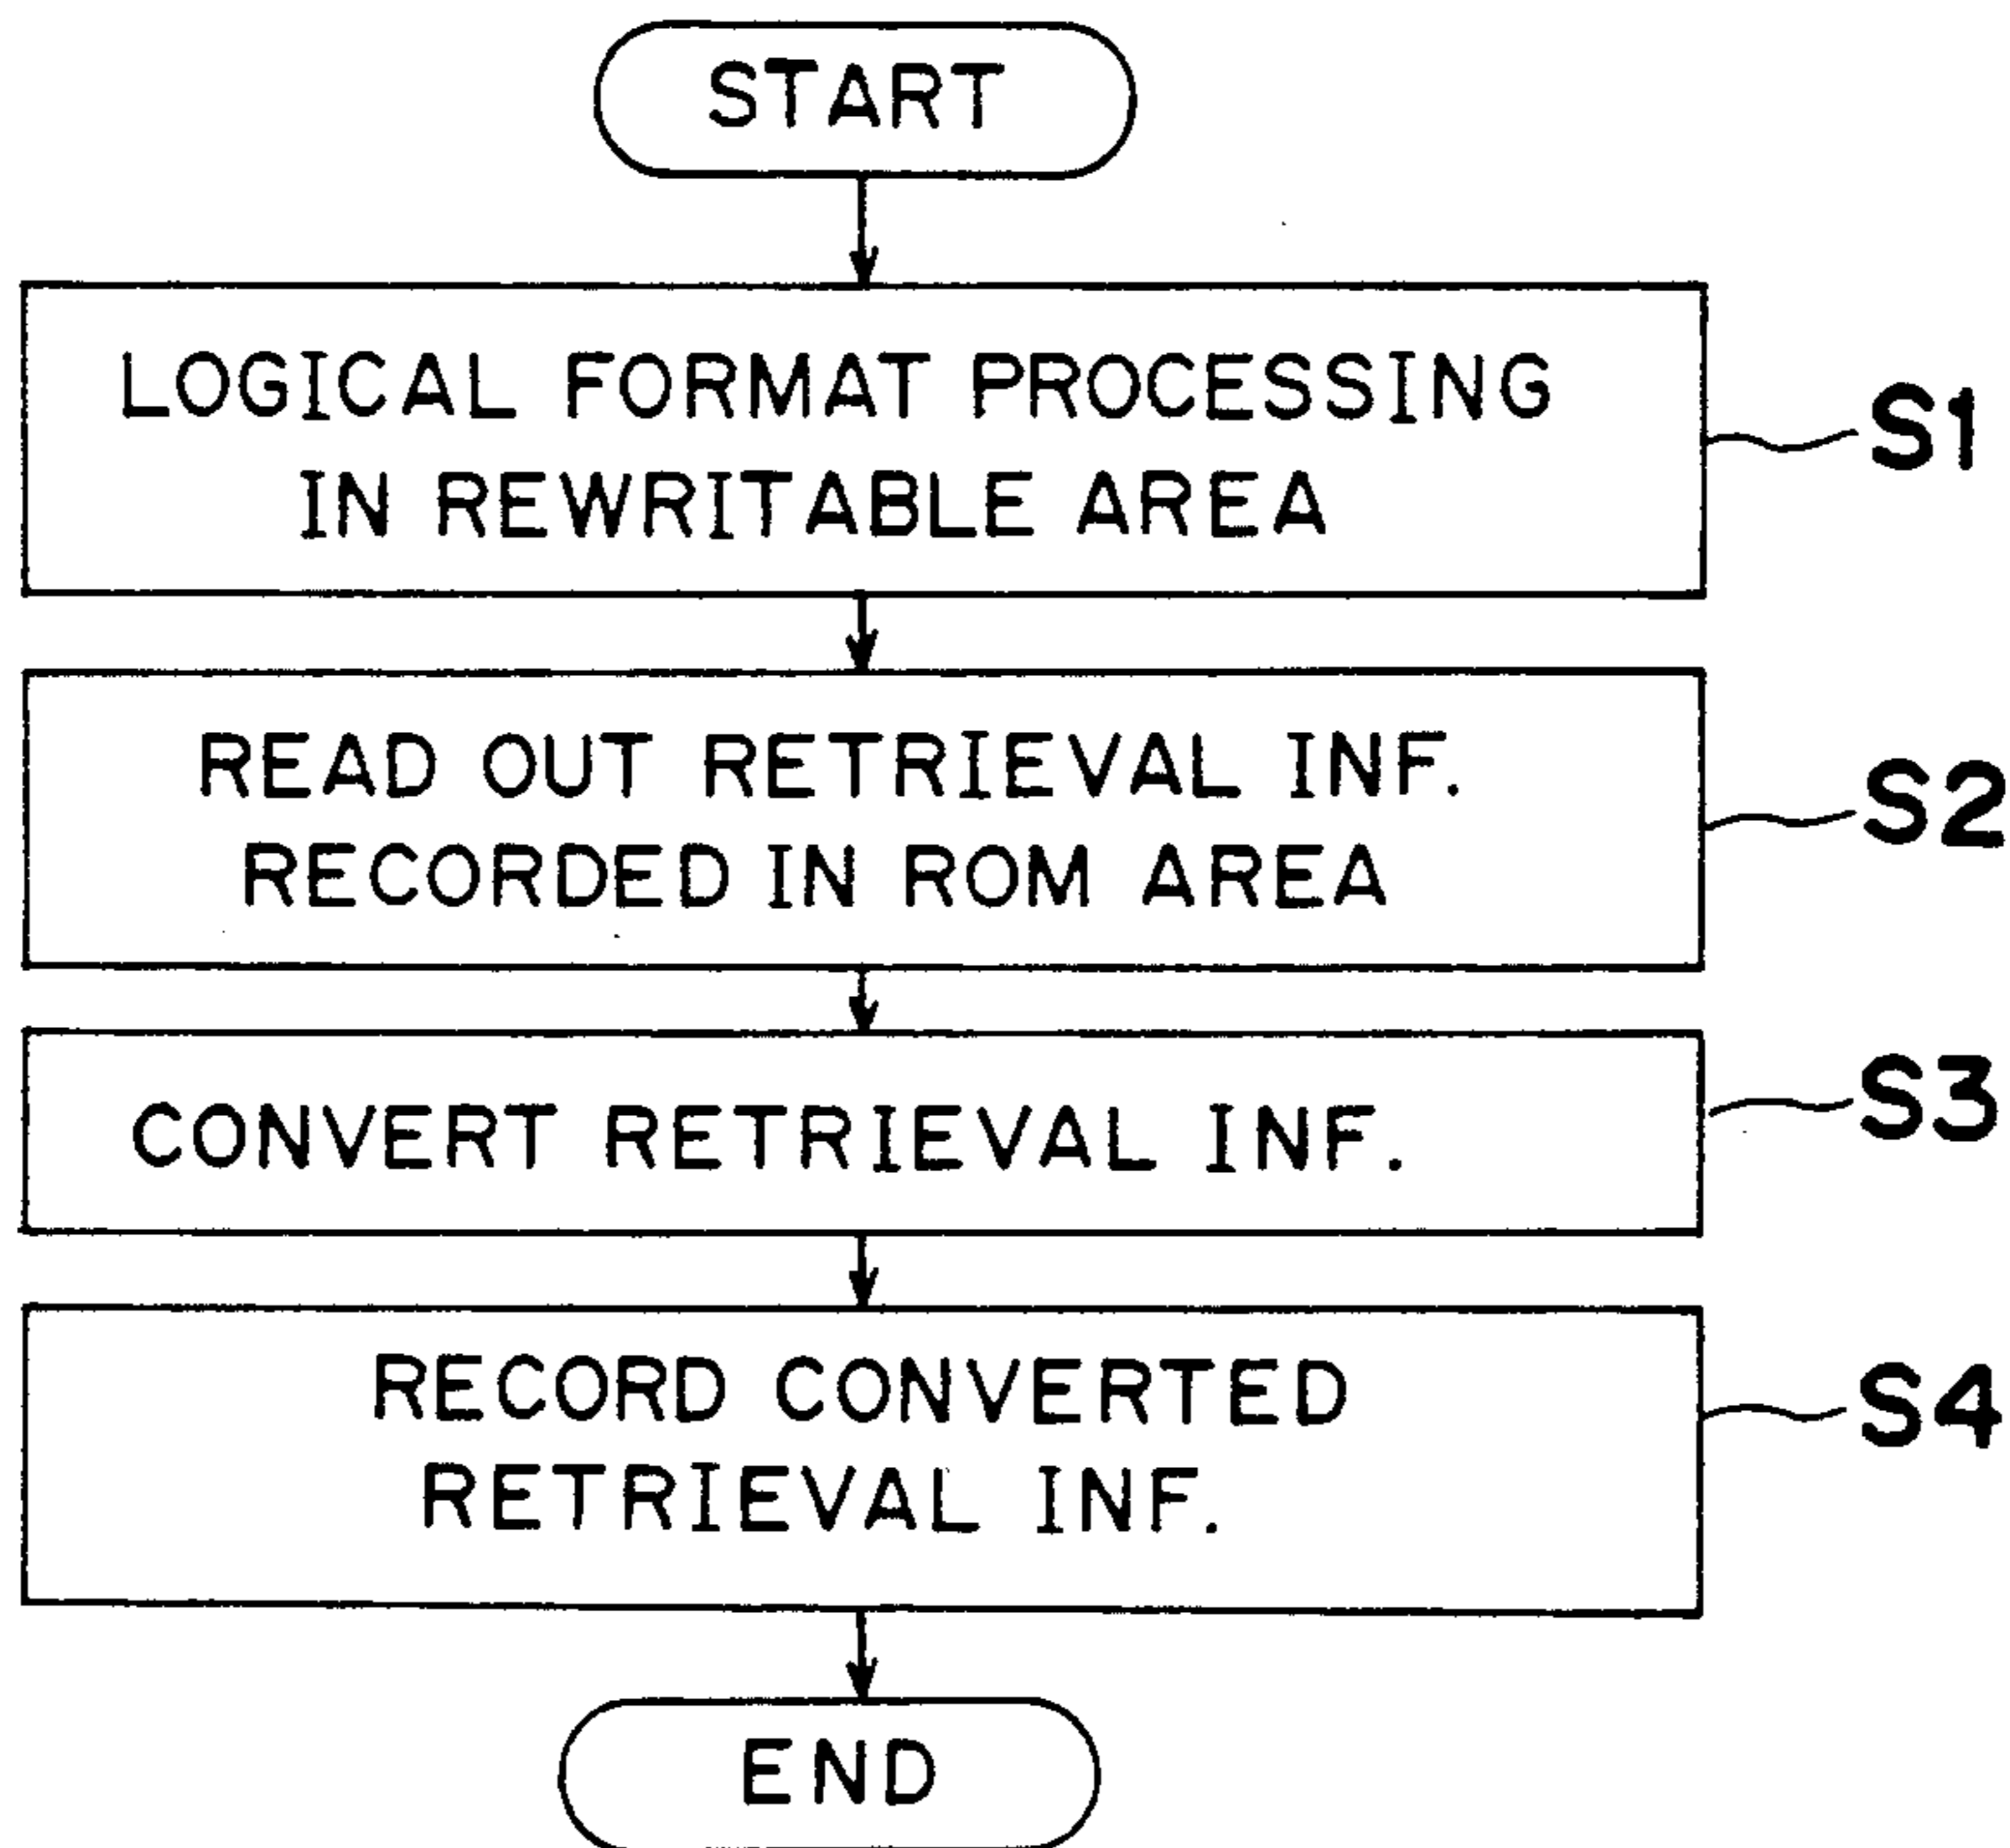 START
LOGICAL FORMAT PROCESSING
IN REWRITABLE AREA
S1
READ OUT RETRIEVAL INF.
RECORDED IN ROM AREA
S2
CONVERT RETRIEVAL INF.
S3
RECORD CONVERTED
RETRIEVAL INF.
S4
END